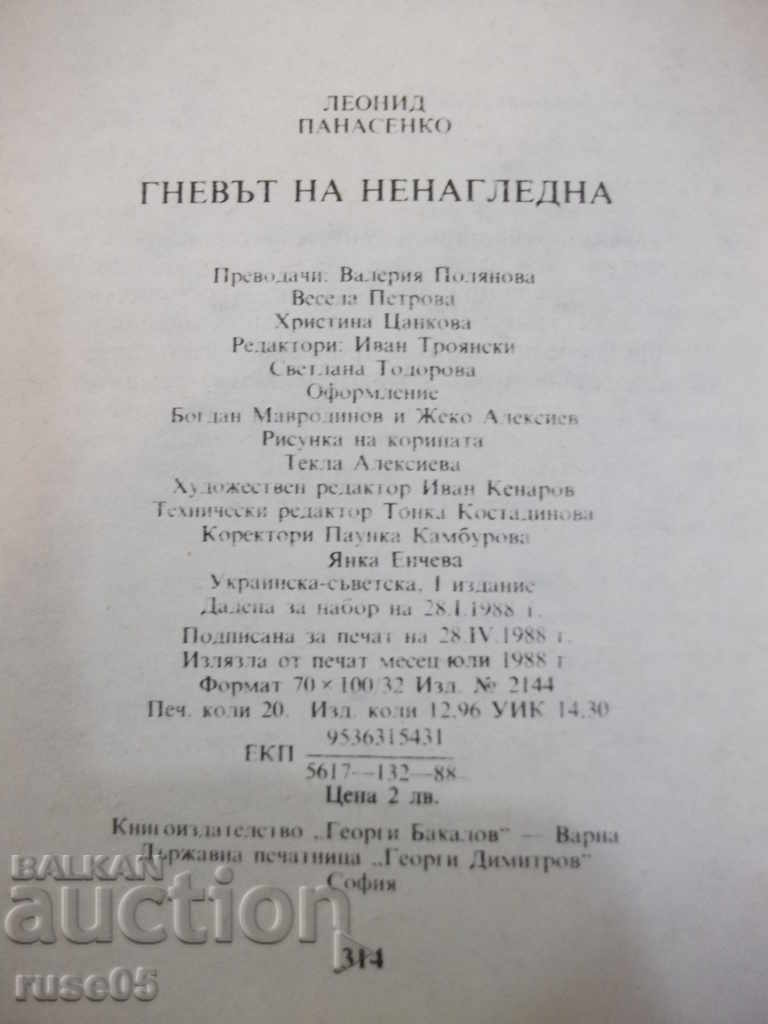 ЛЕОНИД
ПАНАСЕНКО
ГНЕВЪТ НА НЕНАГЛЕДНА
Преводачи: Валерия Полянова
Весела Петрова
Христина Цанкова
Редактори: Иван Троянски
Светлана Тодорова
Оформление
Богдан Мавродинов и Жеко Алексиев
Рисунка на корицата
Текла Алексиева
Художествен редактор Иван Кенаров
Технически редактор Тонка Костадинова
Коректори Паунка Камбурова
Янка Енчева
Украинска-съветска, I издание
Дадена за набор на 28.I.1988 г.
Подписана за печат на 28.IV.1988 г.
Излязла от печат месец юли 1988 г
Формат 70×100/32 Изд. № 2144
Печ. коли 20. Изд. коли 12.96 УИК 14.30
9536315431
ЕКП
5617—132—88
Цена 2 лв.
Книгоиздателство „Георги Бакалов" — Варна
Държавна печатница „Георги Димитров"
София
BALKAN
auction
314
ruse05